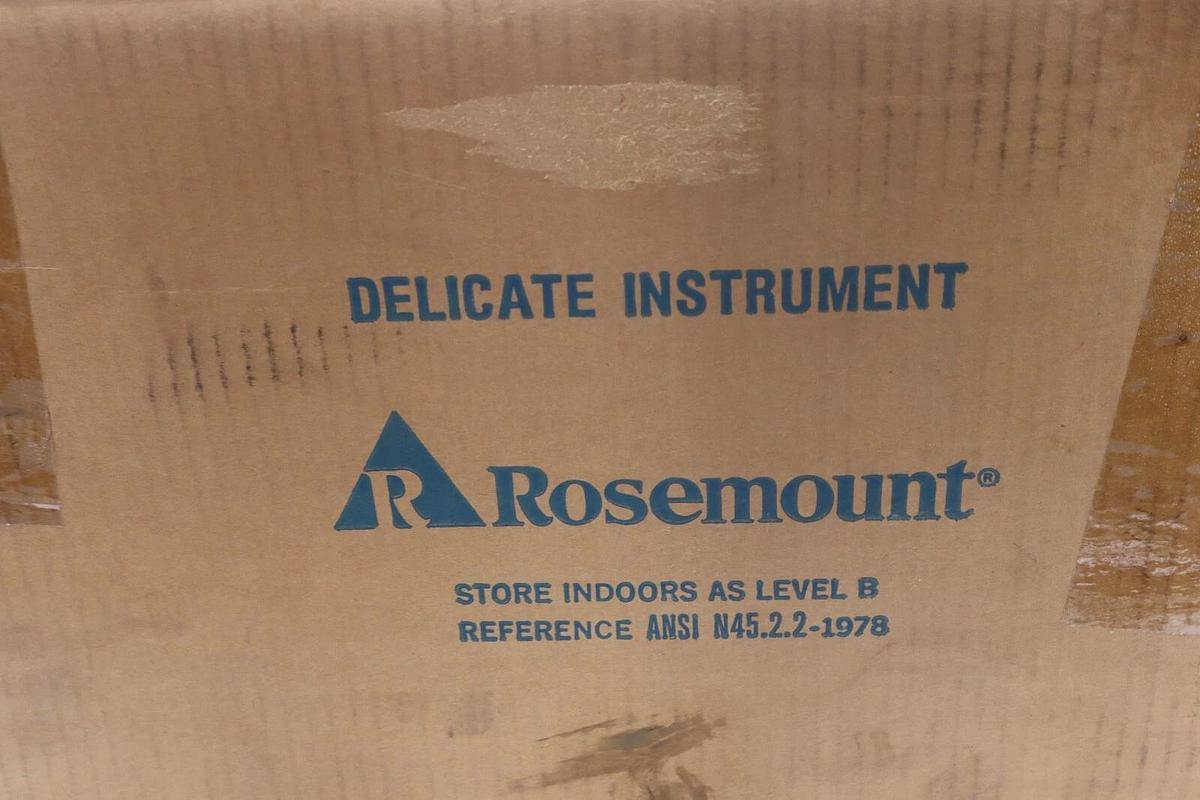 DELICATE INSTRUMENT
R Rosemount®
STORE INDOORS AS LEVEL B
REFERENCE ANSI N45.2.2-1978